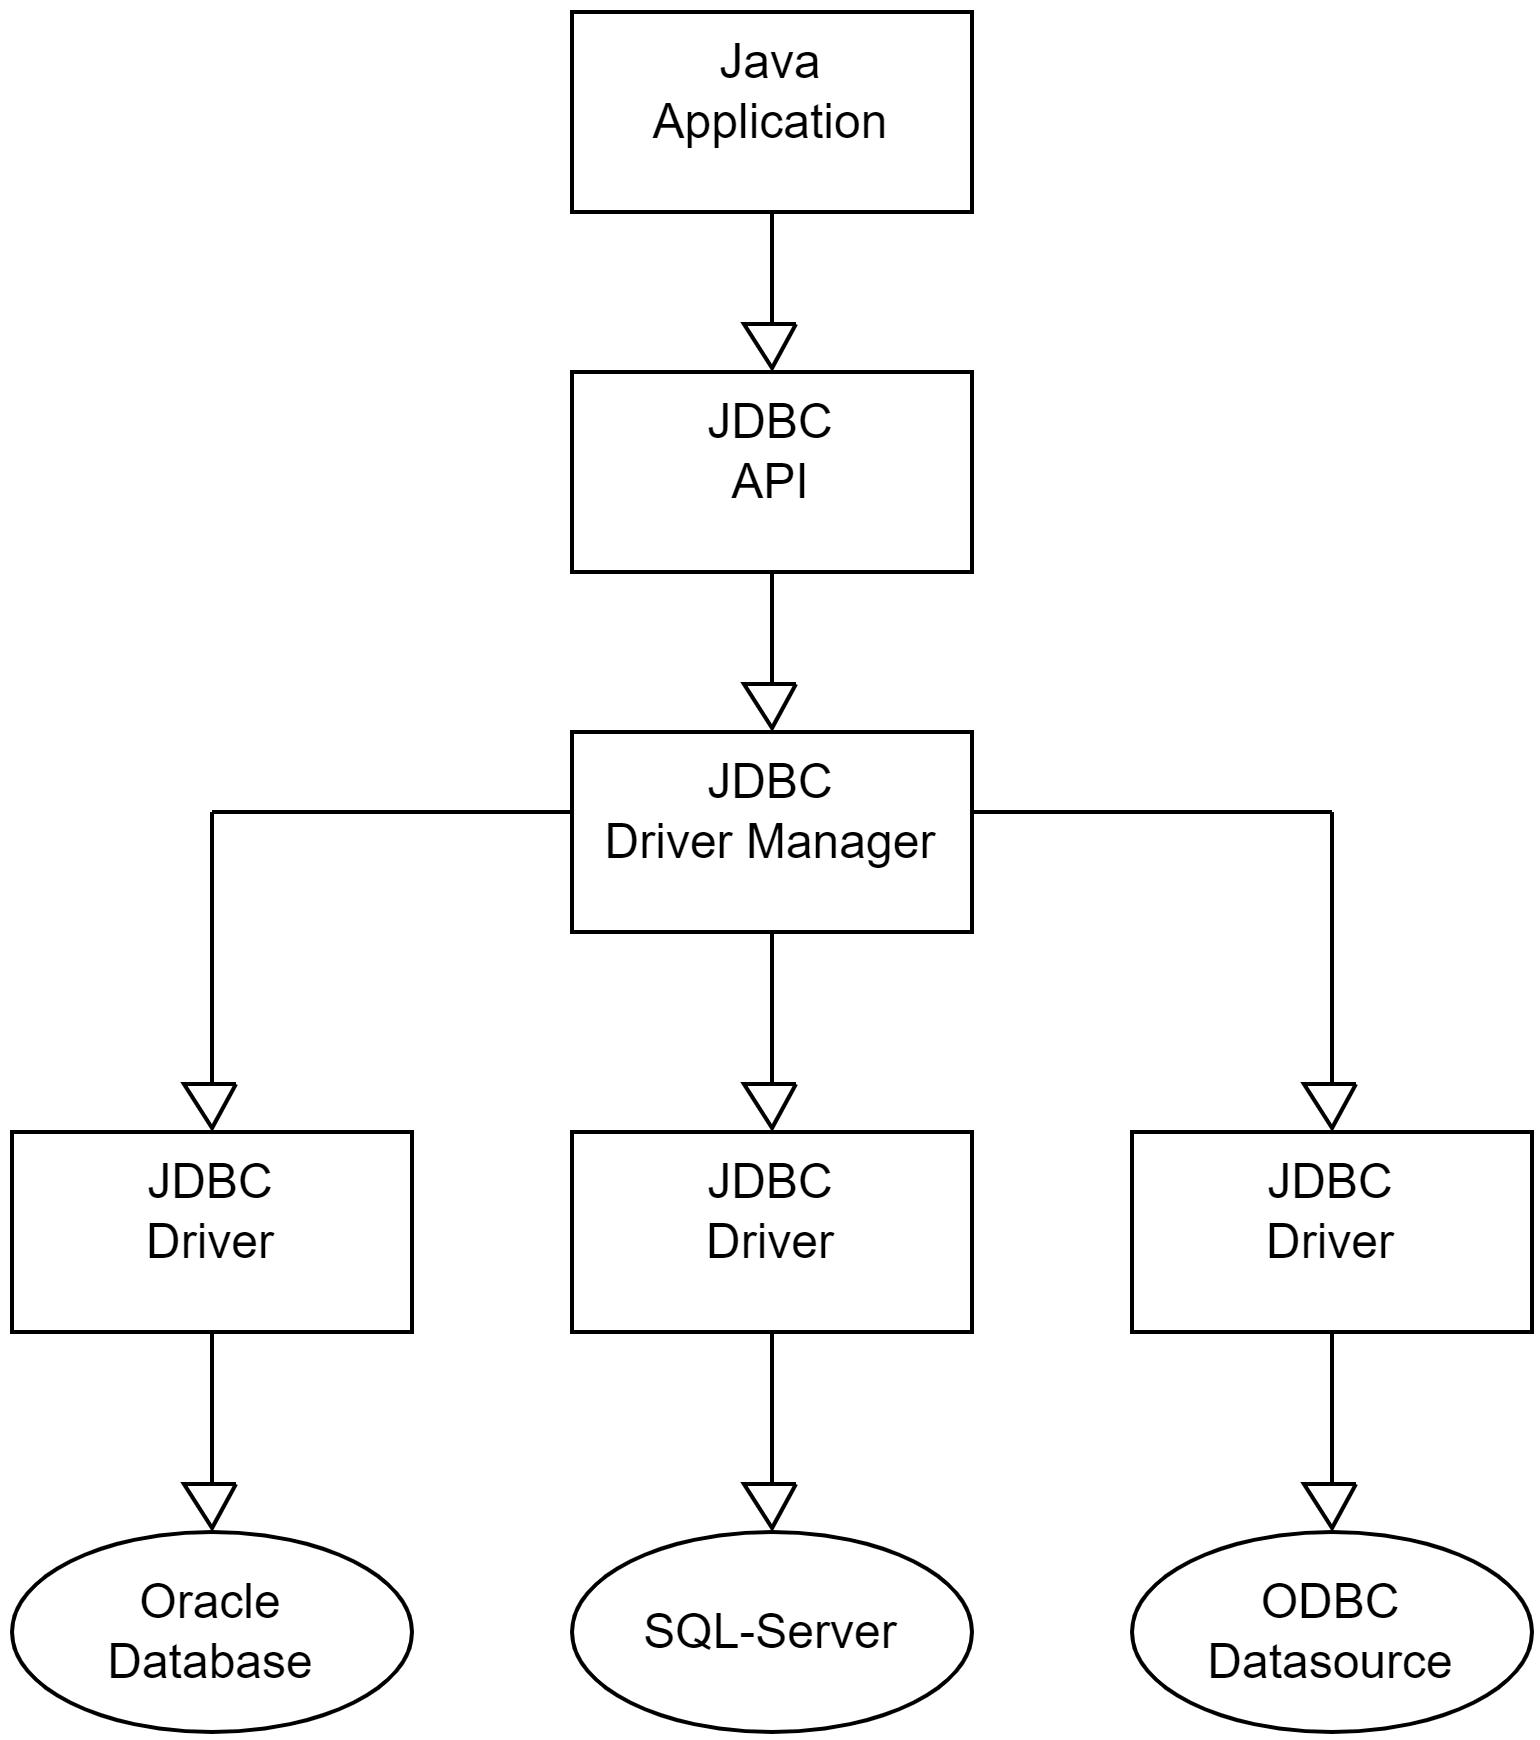 Java
Application
JDBC
API
JDBC
Driver Manager
JDBC
Driver
JDBC
Driver
JDBC
Driver
Oracle
Database
SQL-Server
ODBC
Datasource